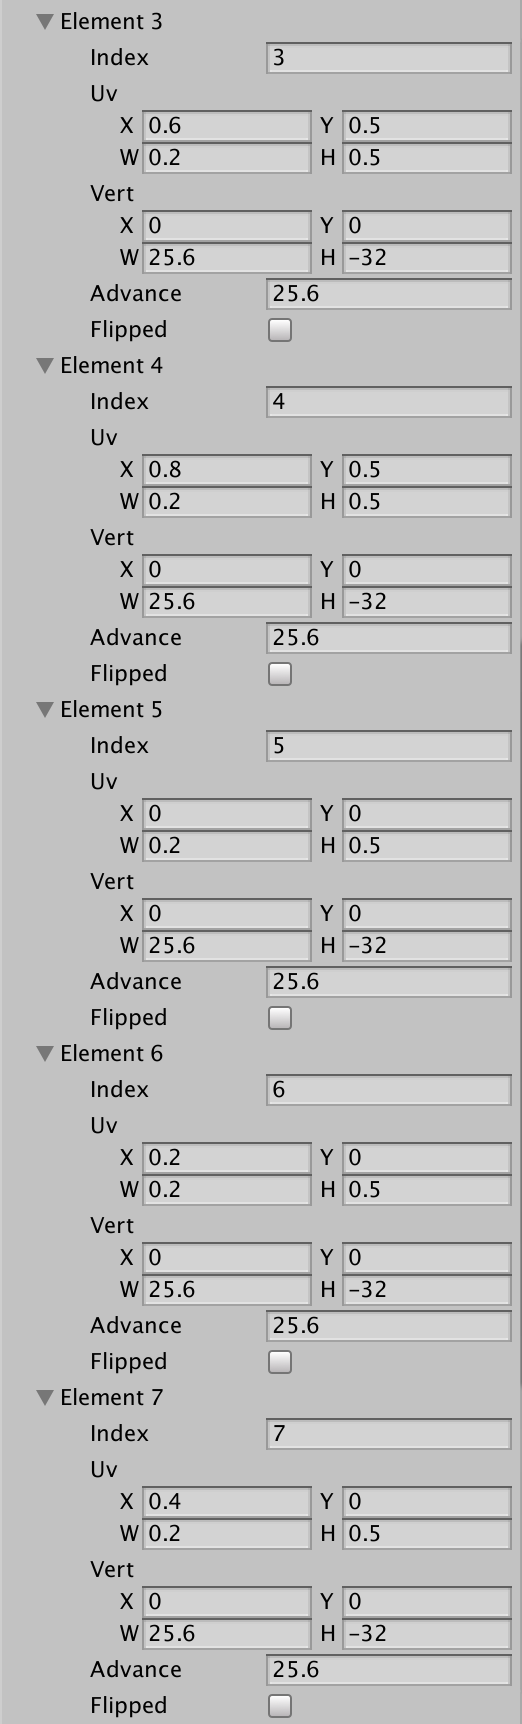 Element 3
Index 3
Uv
X 0.6 Y 0.5
W 0.2 H 0.5
Vert
X 0 Y 0
W 25.6 H -32
Advance 25.6
Flipped
Element 4
Index 4
Uv
X 0.8 Y 0.5
W 0.2 H 0.5
Vert
X 0 Y 0
W 25.6 H -32
Advance 25.6
Flipped
Element 5
Index 5
Uv
X 0 Y 0
W 0.2 H 0.5
Vert
X 0 Y 0
W 25.6 H -32
Advance 25.6
Flipped
Element 6
Index 6
Uv
X 0.2 Y 0
W 0.2 H 0.5
Vert
X 0 Y 0
W 25.6 H -32
Advance 25.6
Flipped
Element 7
Index 7
Uv
X 0.4 Y 0
W 0.2 H 0.5
Vert
X 0 Y 0
W 25.6 H -32
Advance 25.6
Flipped